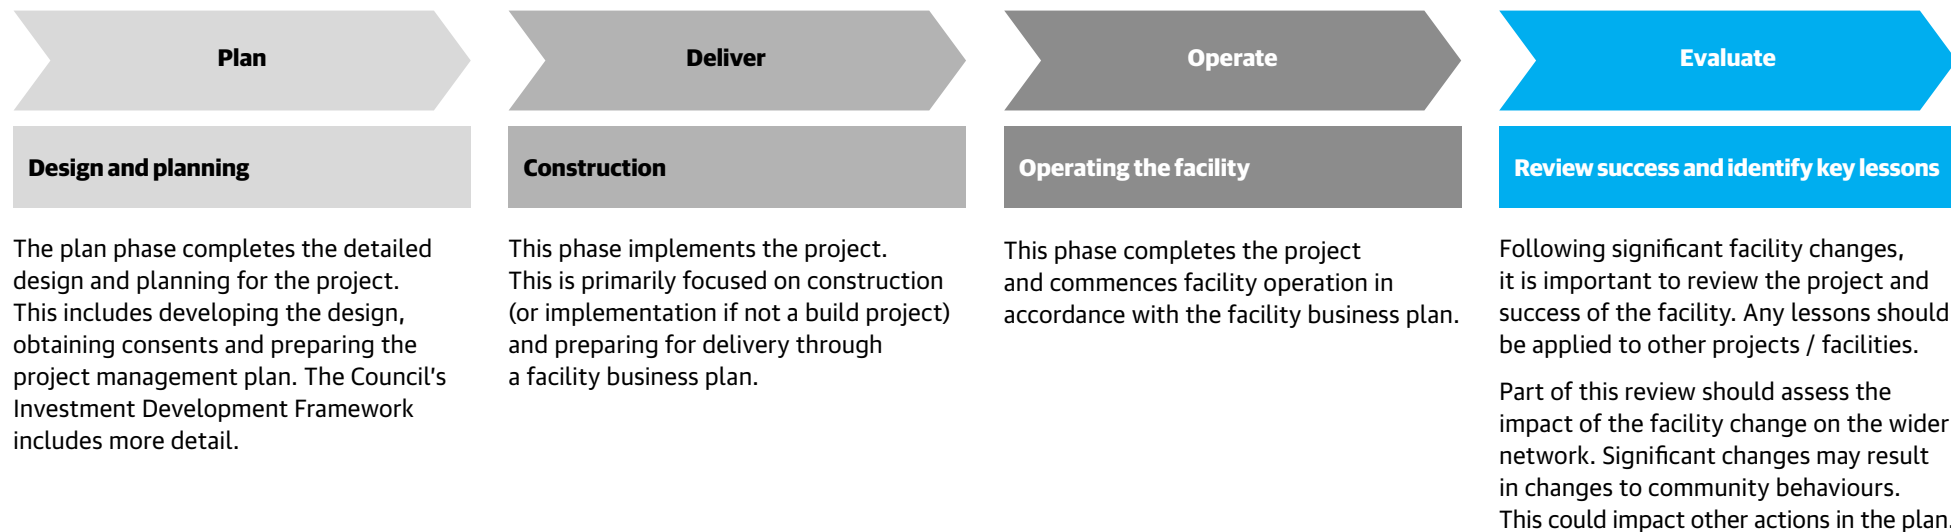 Plan
Design and planning
The plan phase completes the detailed
design and planning for the project.
This includes developing the design,
obtaining consents and preparing the
project management plan. The Council's
Investment Development Framework
includes more detail.
Deliver
Construction
This phase implements the project.
This is primarily focused on construction
(or implementation if not a build project)
and preparing for delivery through
a facility business plan.
Operate
Operating the facility
This phase completes the project
and commences facility operation in
accordance with the facility business plan.
Evaluate
Review success and identify key lessons
Following significant facility changes,
it is important to review the project and
success of the facility. Any lessons should
be applied to other projects / facilities.
Part of this review should assess the
impact of the facility change on the wider
network. Significant changes may result
in changes to community behaviours.
This could impact other actions in the plan.